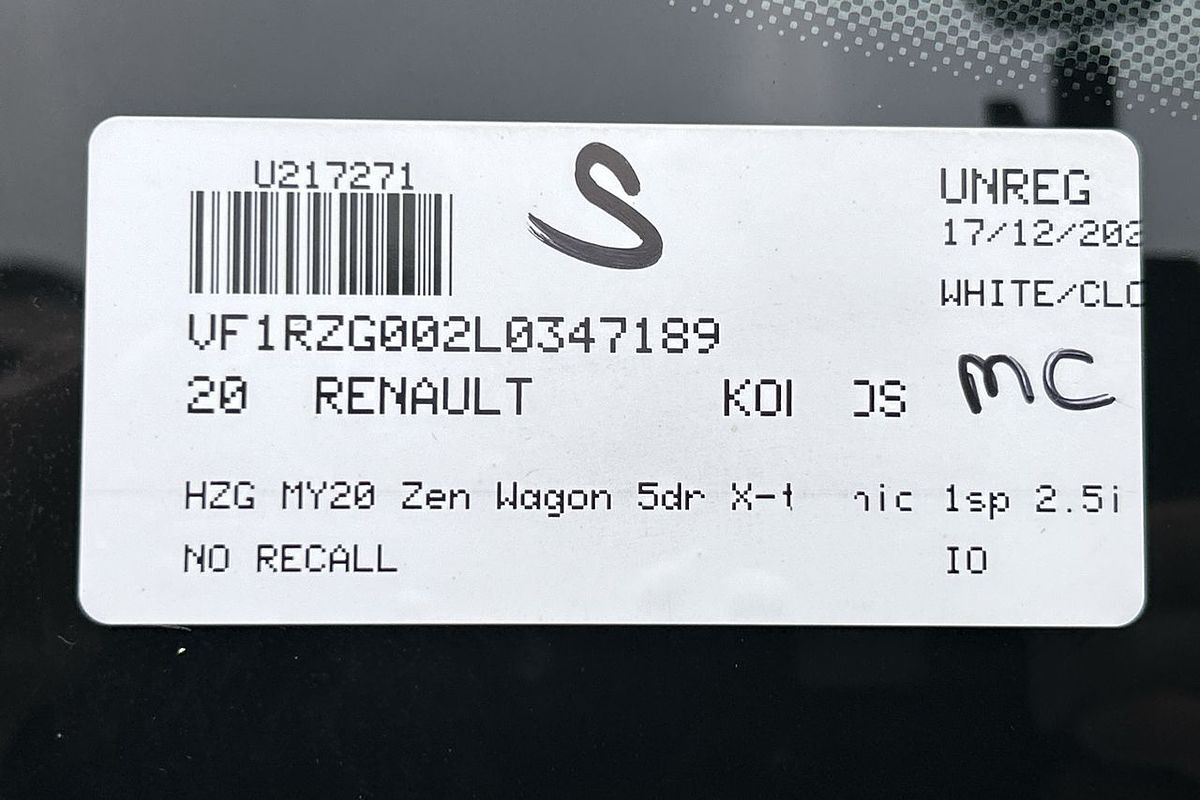 U217271
S
UNREG
17/12/202
WHITE/CLO
VF1RZG002L0347189
20 RENAULT
MC
HZG MY20 Zen Wagon 5dr 1sp 2.5i
NO RECALL IO